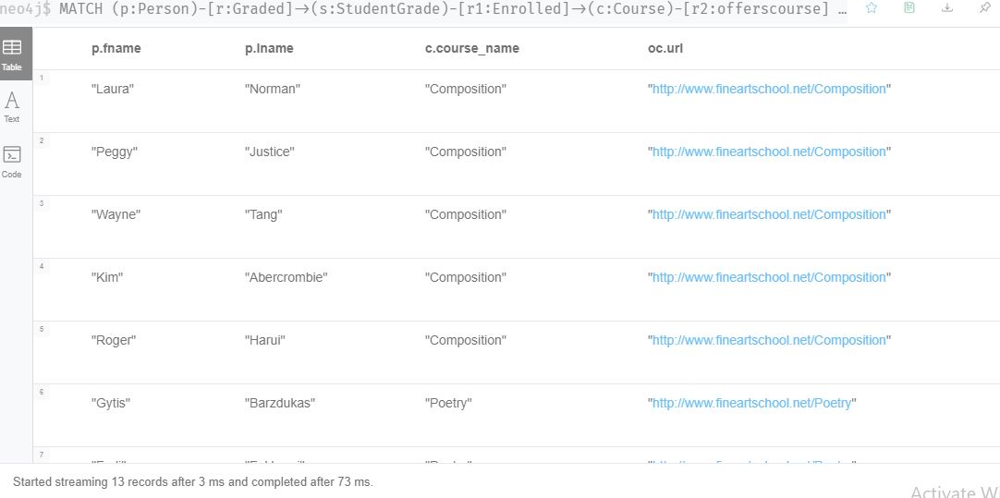 neo4j$ MATCH (p:Person)-[r:Graded]→(s:StudentGrade)-[r1:Enrolled]→(c:Course)-[r2:offerscourse] …
Table
Text
Code
p.fname p.lname c.course_name oc.url
1
"Laura" "Norman" "Composition" "http://www.fineartschool.net/Composition"
2
"Peggy" "Justice" "Composition" "http://www.fineartschool.net/Composition"
3
"Wayne" "Tang" "Composition" "http://www.fineartschool.net/Composition"
4
"Kim" "Abercrombie" "Composition" "http://www.fineartschool.net/Composition"
5
"Roger" "Harui" "Composition" "http://www.fineartschool.net/Composition"
6
"Gytis" "Barzdukas" "Poetry" "http://www.fineartschool.net/Poetry"
7
Started streaming 13 records after 3 ms and completed after 73 ms.
Activate